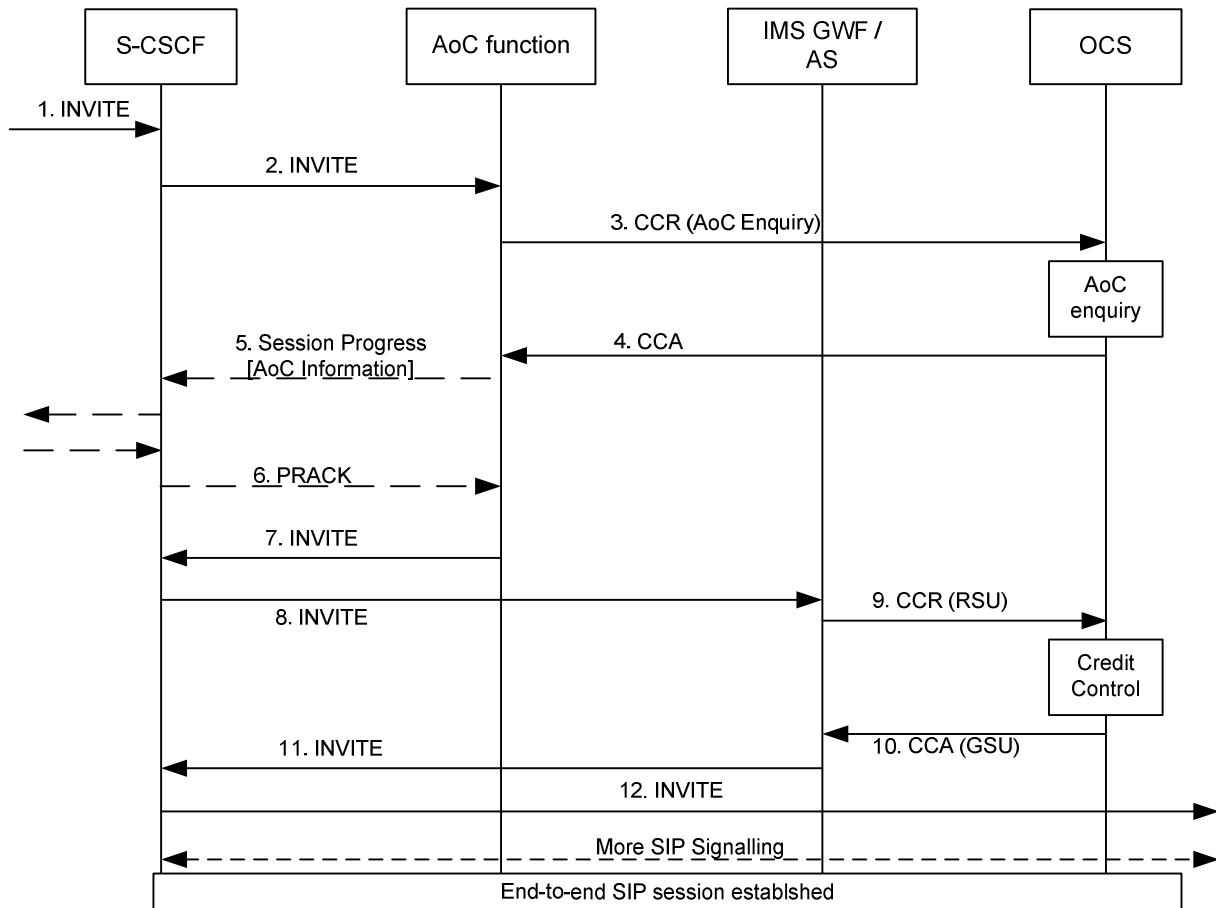 S-CSCF
AoC function
IMS GWF /
AS
OCS
1. INVITE
2. INVITE
3. CCR (AoC Enquiry)
AoC
enquiry
4. CCA
5. Session Progress
[AoC Information]
6. PRACK
7. INVITE
8. INVITE
9. CCR (RSU)
Credit
Control
10. CCA (GSU)
11. INVITE
12. INVITE
More SIP Signalling
End-to-end SIP session establshed